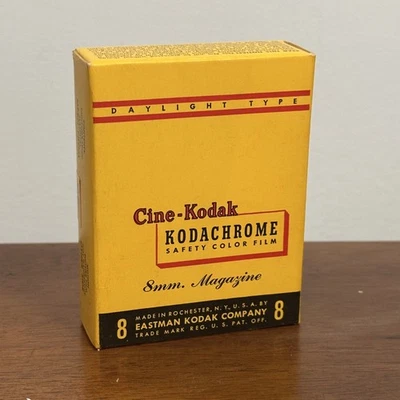 DAYLIGHT TYPE
Cine-Kodak
KODACHROME
SAFETY COLOR FILM
8mm. Magazine
8 MADE IN ROCHESTER, N.Y., U.S.A. BY 8
EASTMAN KODAK COMPANY
TRADE MARK REG. U.S. PAT. OFF.